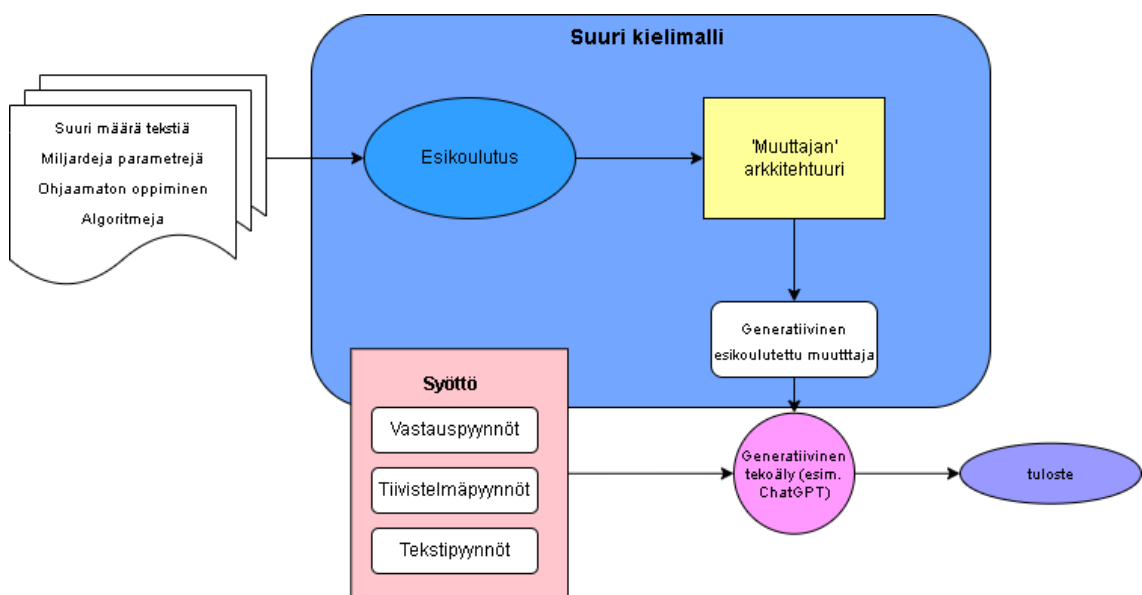 Suuri kielimalli
Suuri määrä tekstiä
Miljardeja parametrejä
Ohjaamaton oppiminen
Algoritmeja
Esikoulutus
'Muuttajan'
arkkitehtuuri
Generatiivinen
esikoulutettu muutttaja
Syöttö
Vastauspyynnöt
Tiivistelmäpyynnöt
Tekstipyynnöt
Generatiivinen
tekoäly (esim.
ChatGPT)
tuloste